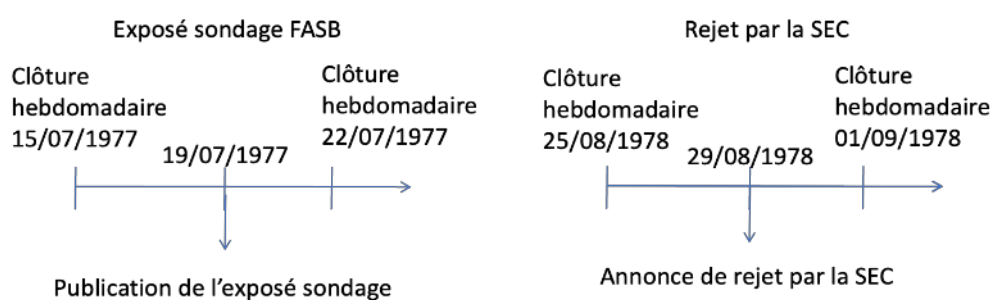 Exposé sondage FASB
Clôture
hebdomadaire
15/07/1977
19/07/1977
Clôture
hebdomadaire
22/07/1977
Publication de l'exposé sondage
Rejet par la SEC
Clôture
hebdomadaire
25/08/1978
29/08/1978
Clôture
hebdomadaire
01/09/1978
Annonce de rejet par la SEC